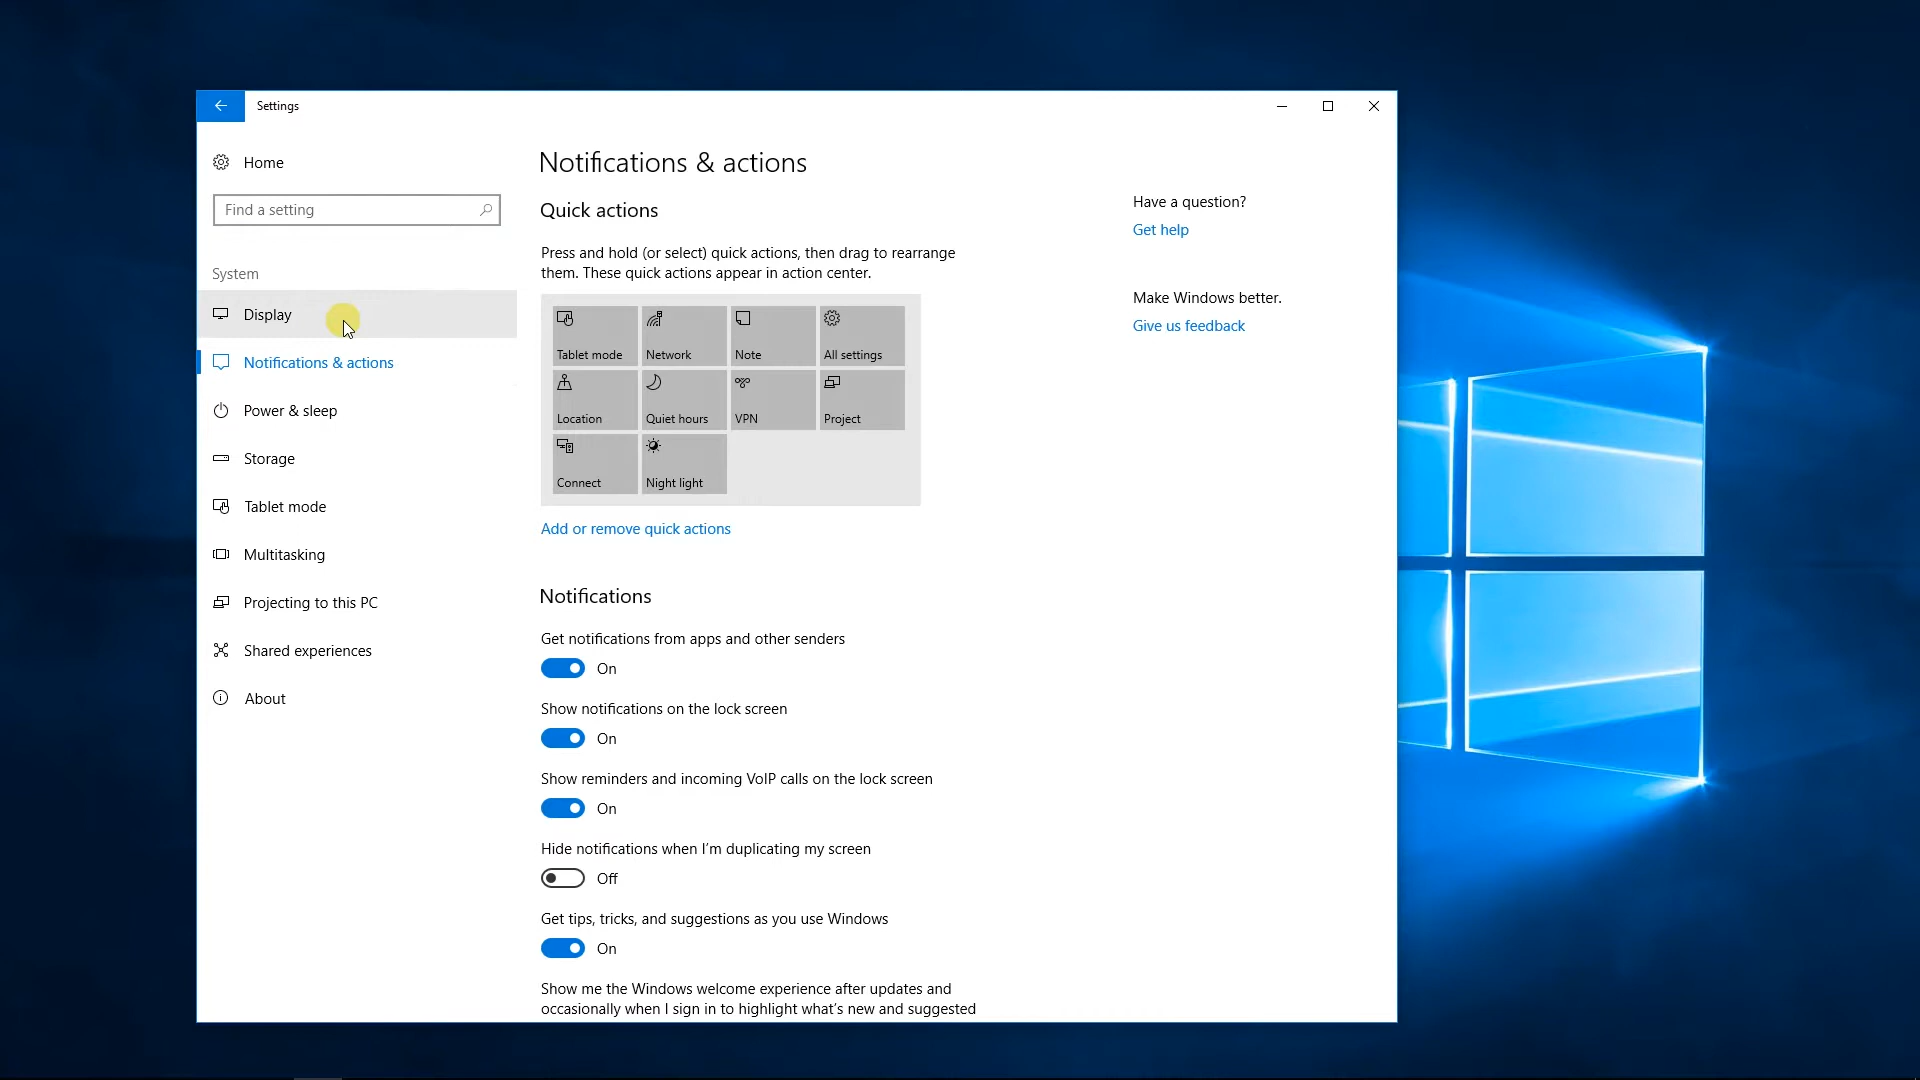 Settings
Home
Find a setting
System
Display
Notifications & actions
Power & sleep
Storage
Tablet mode
Multitasking
Projecting to this PC
Shared experiences
About
Notifications & actions
Quick actions
Press and hold (or select) quick actions, then drag to rearrange
them. These quick actions appear in action center.
Tablet mode
Network
Note
All settings
Location
Quiet hours
VPN
Project
Connect
Night light
Add or remove quick actions
Notifications
Get notifications from apps and other senders
On
Show notifications on the lock screen
On
Show reminders and incoming VoIP calls on the lock screen
On
Hide notifications when I'm duplicating my screen
Off
Get tips, tricks, and suggestions as you use Windows
On
Show me the Windows welcome experience after updates and
occasionally when I sign in to highlight what's new and suggested
Have a question?
Get help
Make Windows better.
Give us feedback